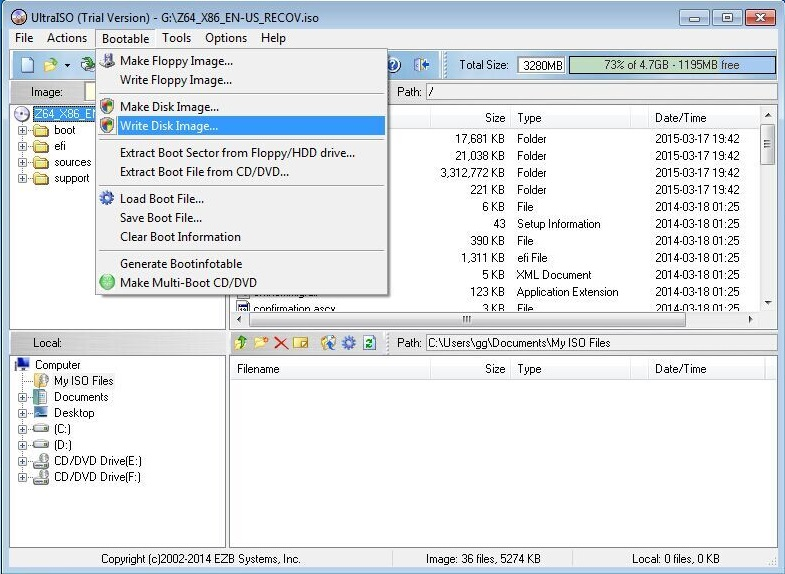 UltraISO (Trial Version) - G:\Z64_X86_EN-US_RECOV.iso
File Actions Bootable Tools Options Help
Total Size: 3280MB 73% of 4.7GB - 1195MB free
Image: Path: /
Make Floppy Image...
Write Floppy Image...
Make Disk Image...
Write Disk Image...
Extract Boot Sector from Floppy/HDD drive...
Extract Boot File from CD/DVD...
Load Boot File...
Save Boot File...
Clear Boot Information
Generate Bootinfotable
Make Multi-Boot CD/DVD
Z64_X86_EN
boot
efi
sources
support
Size Type Date/Time
17,681 KB Folder 2015-03-17 19:42
21,038 KB Folder 2015-03-17 19:42
3,312,772 KB Folder 2015-03-17 19:42
221 KB Folder 2015-03-17 19:42
6 KB File 2014-03-18 01:25
43 Setup Information 2014-03-18 01:25
390 KB File 2014-03-18 01:25
1,311 KB efi File 2014-03-18 01:25
5 KB XML Document 2014-03-18 01:25
123 KB Application Extension 2014-03-18 01:25
confirmation.ascx 3 KB File 2014-03-18 01:25
Local: Path: C:\Users\gg\Documents\My ISO Files
Computer
My ISO Files
Documents
Desktop
(C:)
(D:)
CD/DVD Drive(E:)
CD/DVD Drive(F:)
Filename Size Type Date/Time
Copyright (c)2002-2014 EZB Systems, Inc. Image: 36 files, 5274 KB Local: 0 files, 0 KB